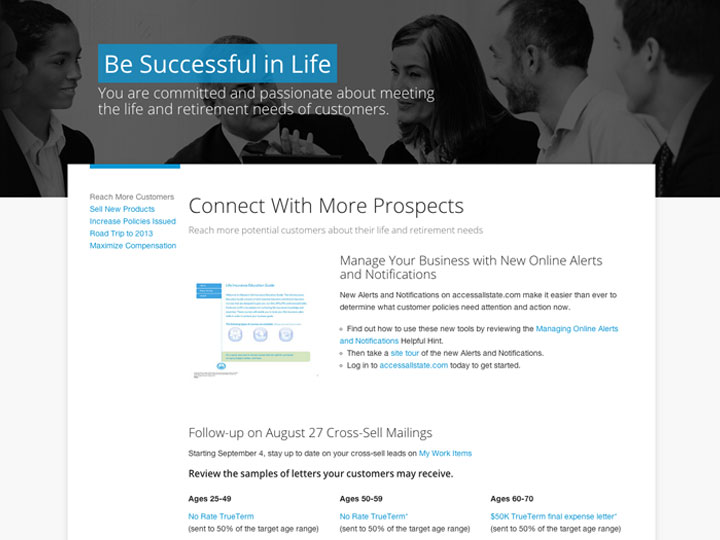 Be Successful in Life
You are committed and passionate about meeting
the life and retirement needs of customers.
Reach More Customers
Sell New Products
Increase Policies Issued
Road Trip to 2013
Maximize Compensation
Connect With More Prospects
Reach more potential customers about their life and retirement needs
Manage Your Business with New Online Alerts
and Notifications
New Alerts and Notifications on accessallstate.com make it easier than ever to
determine what customer policies need attention and action now.
Find out how to use these new tools by reviewing the Managing Online Alerts
and Notifications Helpful Hint.
Then take a site tour of the new Alerts and Notifications.
Log in to accessallstate.com today to get started.
Life Insurance Education Guide
Follow-up on August 27 Cross-Sell Mailings
Starting September 4, stay up to date on your cross-sell leads on My Work Items
Review the samples of letters your customers may receive.
Ages 25-49
No Rate TrueTerm
(sent to 50% of the target age range)
Ages 50-59
No Rate TrueTerm*
(sent to 50% of the target age range)
Ages 60-70
$50K TrueTerm final expense letter*
(sent to 50% of the target age range)